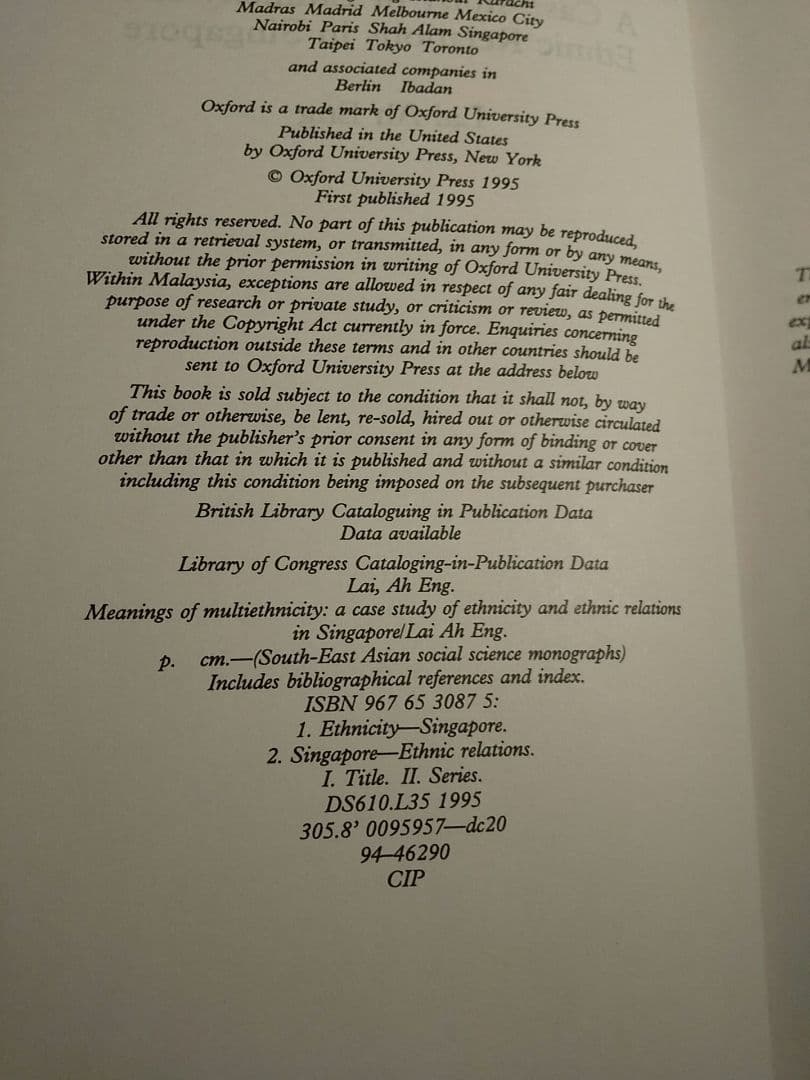 Karachi
Madras Madrid Melbourne Mexico City
Nairobi Paris Shah Alam Singapore
Taipei Tokyo Toronto
and associated companies in
Berlin Ibadan
Oxford is a trade mark of Oxford University Press
Published in the United States
by Oxford University Press, New York
© Oxford University Press 1995
First published 1995
All rights reserved. No part of this publication may be reproduced,
stored in a retrieval system, or transmitted, in any form or by any means,
without the prior permission in writing of Oxford University Press.
Within Malaysia, exceptions are allowed in respect of any fair dealing for the
purpose of research or private study, or criticism or review, as permitted
under the Copyright Act currently in force. Enquiries concerning
reproduction outside these terms and in other countries should be
sent to Oxford University Press at the address below
This book is sold subject to the condition that it shall not, by way
of trade or otherwise, be lent, re-sold, hired out or otherwise circulated
without the publisher's prior consent in any form of binding or cover
other than that in which it is published and without a similar condition
including this condition being imposed on the subsequent purchaser
British Library Cataloguing in Publication Data
Data available
Library of Congress Cataloging-in-Publication Data
Lai, Ah Eng.
Meanings of multiethnicity: a case study of ethnicity and ethnic relations
in Singapore/Lai Ah Eng.
p. cm.—(South-East Asian social science monographs)
Includes bibliographical references and index.
ISBN 967 65 3087 5:
1. Ethnicity—Singapore.
2. Singapore—Ethnic relations.
I. Title. II. Series.
DS610.L35 1995
305.8' 0095957—dc20
94–46290
CIP